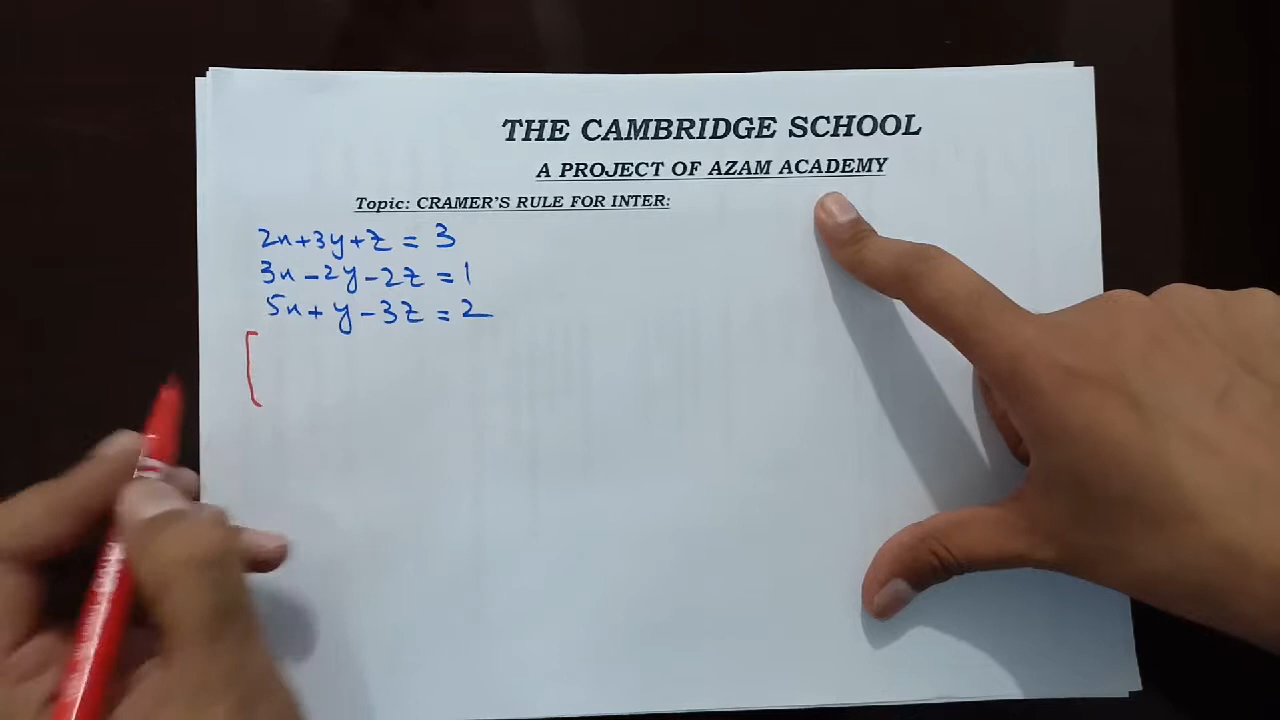 THE CAMBRIDGE SCHOOL
A PROJECT OF AZAM ACADEMY
Topic: CRAMER'S RULE FOR INTER:
2x+3y+z = 3
3x-2y-2z = 1
5x+y-3z = 2
[